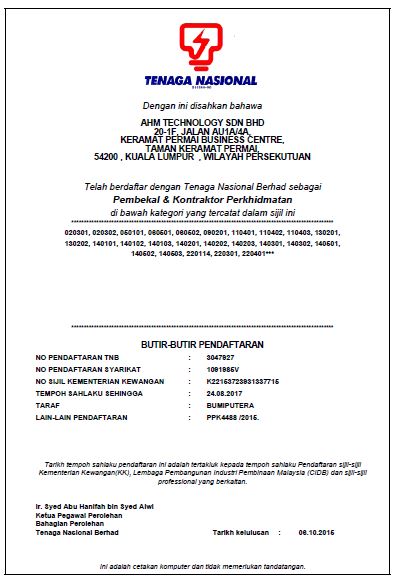 TENAGA NASIONAL
BERHAD
Dengan ini disahkan bahawa
AHM TECHNOLOGY SDN BHD
20-1F, JALAN AU1A/4A,
KERAMAT PERMAI BUSINESS CENTRE,
TAMAN KERAMAT PERMAI,
54200 , KUALA LUMPUR , WILAYAH PERSEKUTUAN
Telah berdaftar dengan Tenaga Nasional Berhad sebagai
Pembekal & Kontraktor Perkhidmatan
di bawah kategori yang tercatat dalam sijil ini
020301, 020302, 050101, 060501, 060502, 090201, 110401, 110402, 110403, 130201,
130202, 140101, 140102, 140103, 140201, 140202, 140203, 140301, 140302, 140501,
140502, 140503, 220114, 220301, 220401***
BUTIR-BUTIR PENDAFTARAN
NO PENDAFTARAN TNB : 3047927
NO PENDAFTARAN SYARIKAT : 1091985V
NO SIJIL KEMENTERIAN KEWANGAN : K22153723931337715
TEMPOH SAHLAKU SEHINGGA : 24.08.2017
TARAF : BUMIPUTERA
LAIN-LAIN PENDAFTARAN : PPK4488 /2015.
Tarikh tempoh sahlaku pendaftaran ini adalah tertakluk kepada tempoh sahlaku Pendaftaran sijil-sijil
Kementerian Kewangan(KK), Lembaga Pembangunan Industri Pembinaan Malaysia (CIDB) dan sijil-sijil
professional yang berkaitan.
Ir. Syed Abu Hanifah bin Syed Alwi
Ketua Pegawai Perolehan
Bahagian Perolehan
Tenaga Nasional Berhad Tarikh kelulusan : 06.10.2015
Ini adalah cetakan komputer dan tidak memerlukan tandatangan.